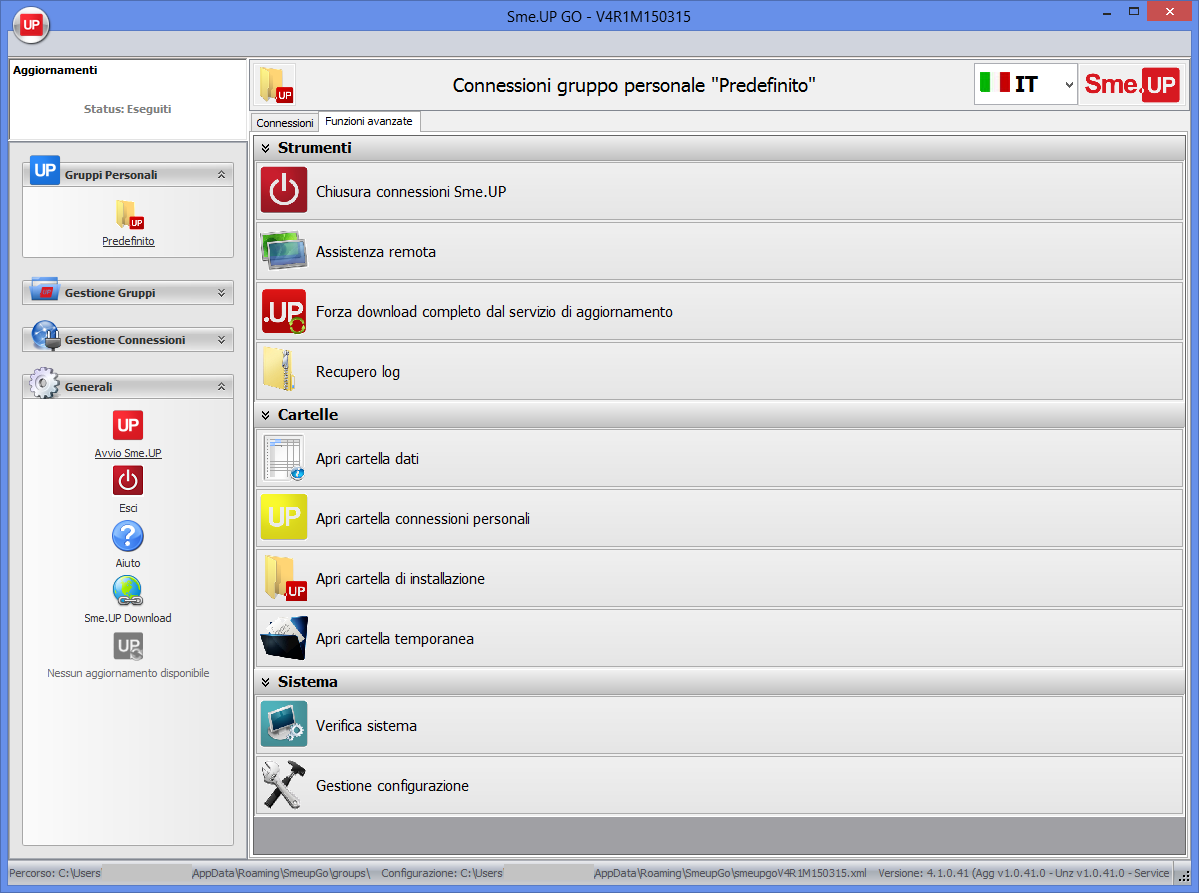 UP
Sme.UP GO - V4R1M150315
Aggiornamenti
Status: Eseguiti
UP
Connessioni gruppo personale "Predefinito"
IT
Sme.UP
Connessioni
Funzioni avanzate
UP
Gruppi Personali
UP
Predefinito
Gestione Gruppi
Gestione Connessioni
Generali
UP
Avvio Sme.UP
Esci
?
Aiuto
Sme.UP Download
UP
Nessun aggiornamento disponibile
Strumenti
Chiusura connessioni Sme.UP
Assistenza remota
.UP
Forza download completo dal servizio di aggiornamento
Recupero log
Cartelle
Apri cartella dati
UP
Apri cartella connessioni personali
.UP
Apri cartella di installazione
Apri cartella temporanea
Sistema
Verifica sistema
Gestione configurazione
Percorso: C:\Users AppData\Roaming\SmeupGo\groups\ Configurazione: C:\Users AppData\Roaming\SmeupGo\smeupgoV4R1M150315.xml Versione: 4.1.0.41 (Agg v1.0.41.0 - Unz v1.0.41.0 - Service